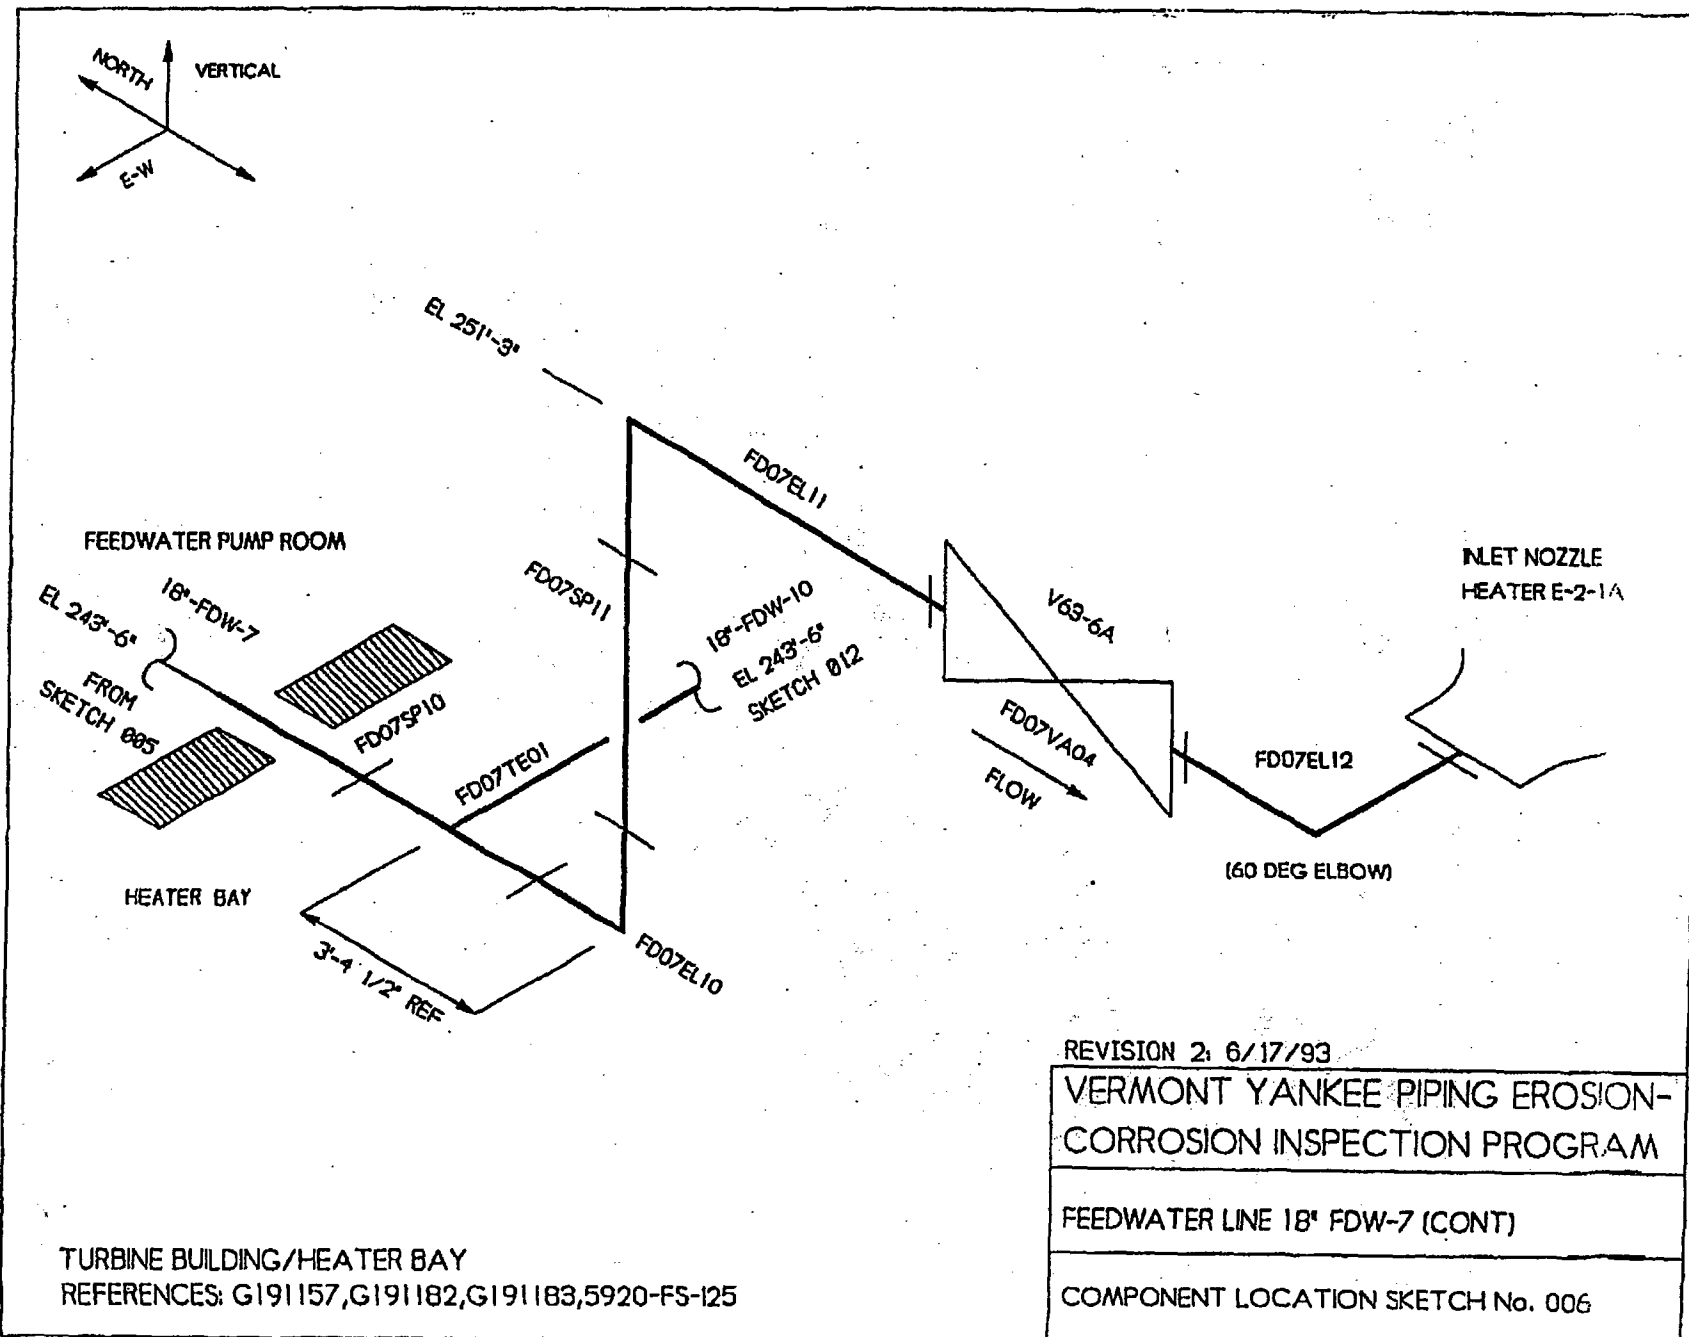 NORTH
VERTICAL
E-W
EL 251'-3"
FD07EL11
FEEDWATER PUMP ROOM
18"-FDW-7
EL 243'-6"
FROM
SKETCH 005
FD07SP10
FD07SP11
18"-FDW-10
EL 243'-6"
SKETCH 012
FD07TE01
V63-6A
FD07VA04
FLOW
INLET NOZZLE
HEATER E-2-1A
FD07EL12
(60 DEG ELBOW)
HEATER BAY
3'-4 1/2" REF
FD07EL10
REVISION 2: 6/17/93
VERMONT YANKEE PIPING EROSION-
CORROSION INSPECTION PROGRAM
FEEDWATER LINE 18" FDW-7 (CONT)
COMPONENT LOCATION SKETCH No. 006
TURBINE BUILDING/HEATER BAY
REFERENCES: G191157,G191182,G191183,5920-FS-125